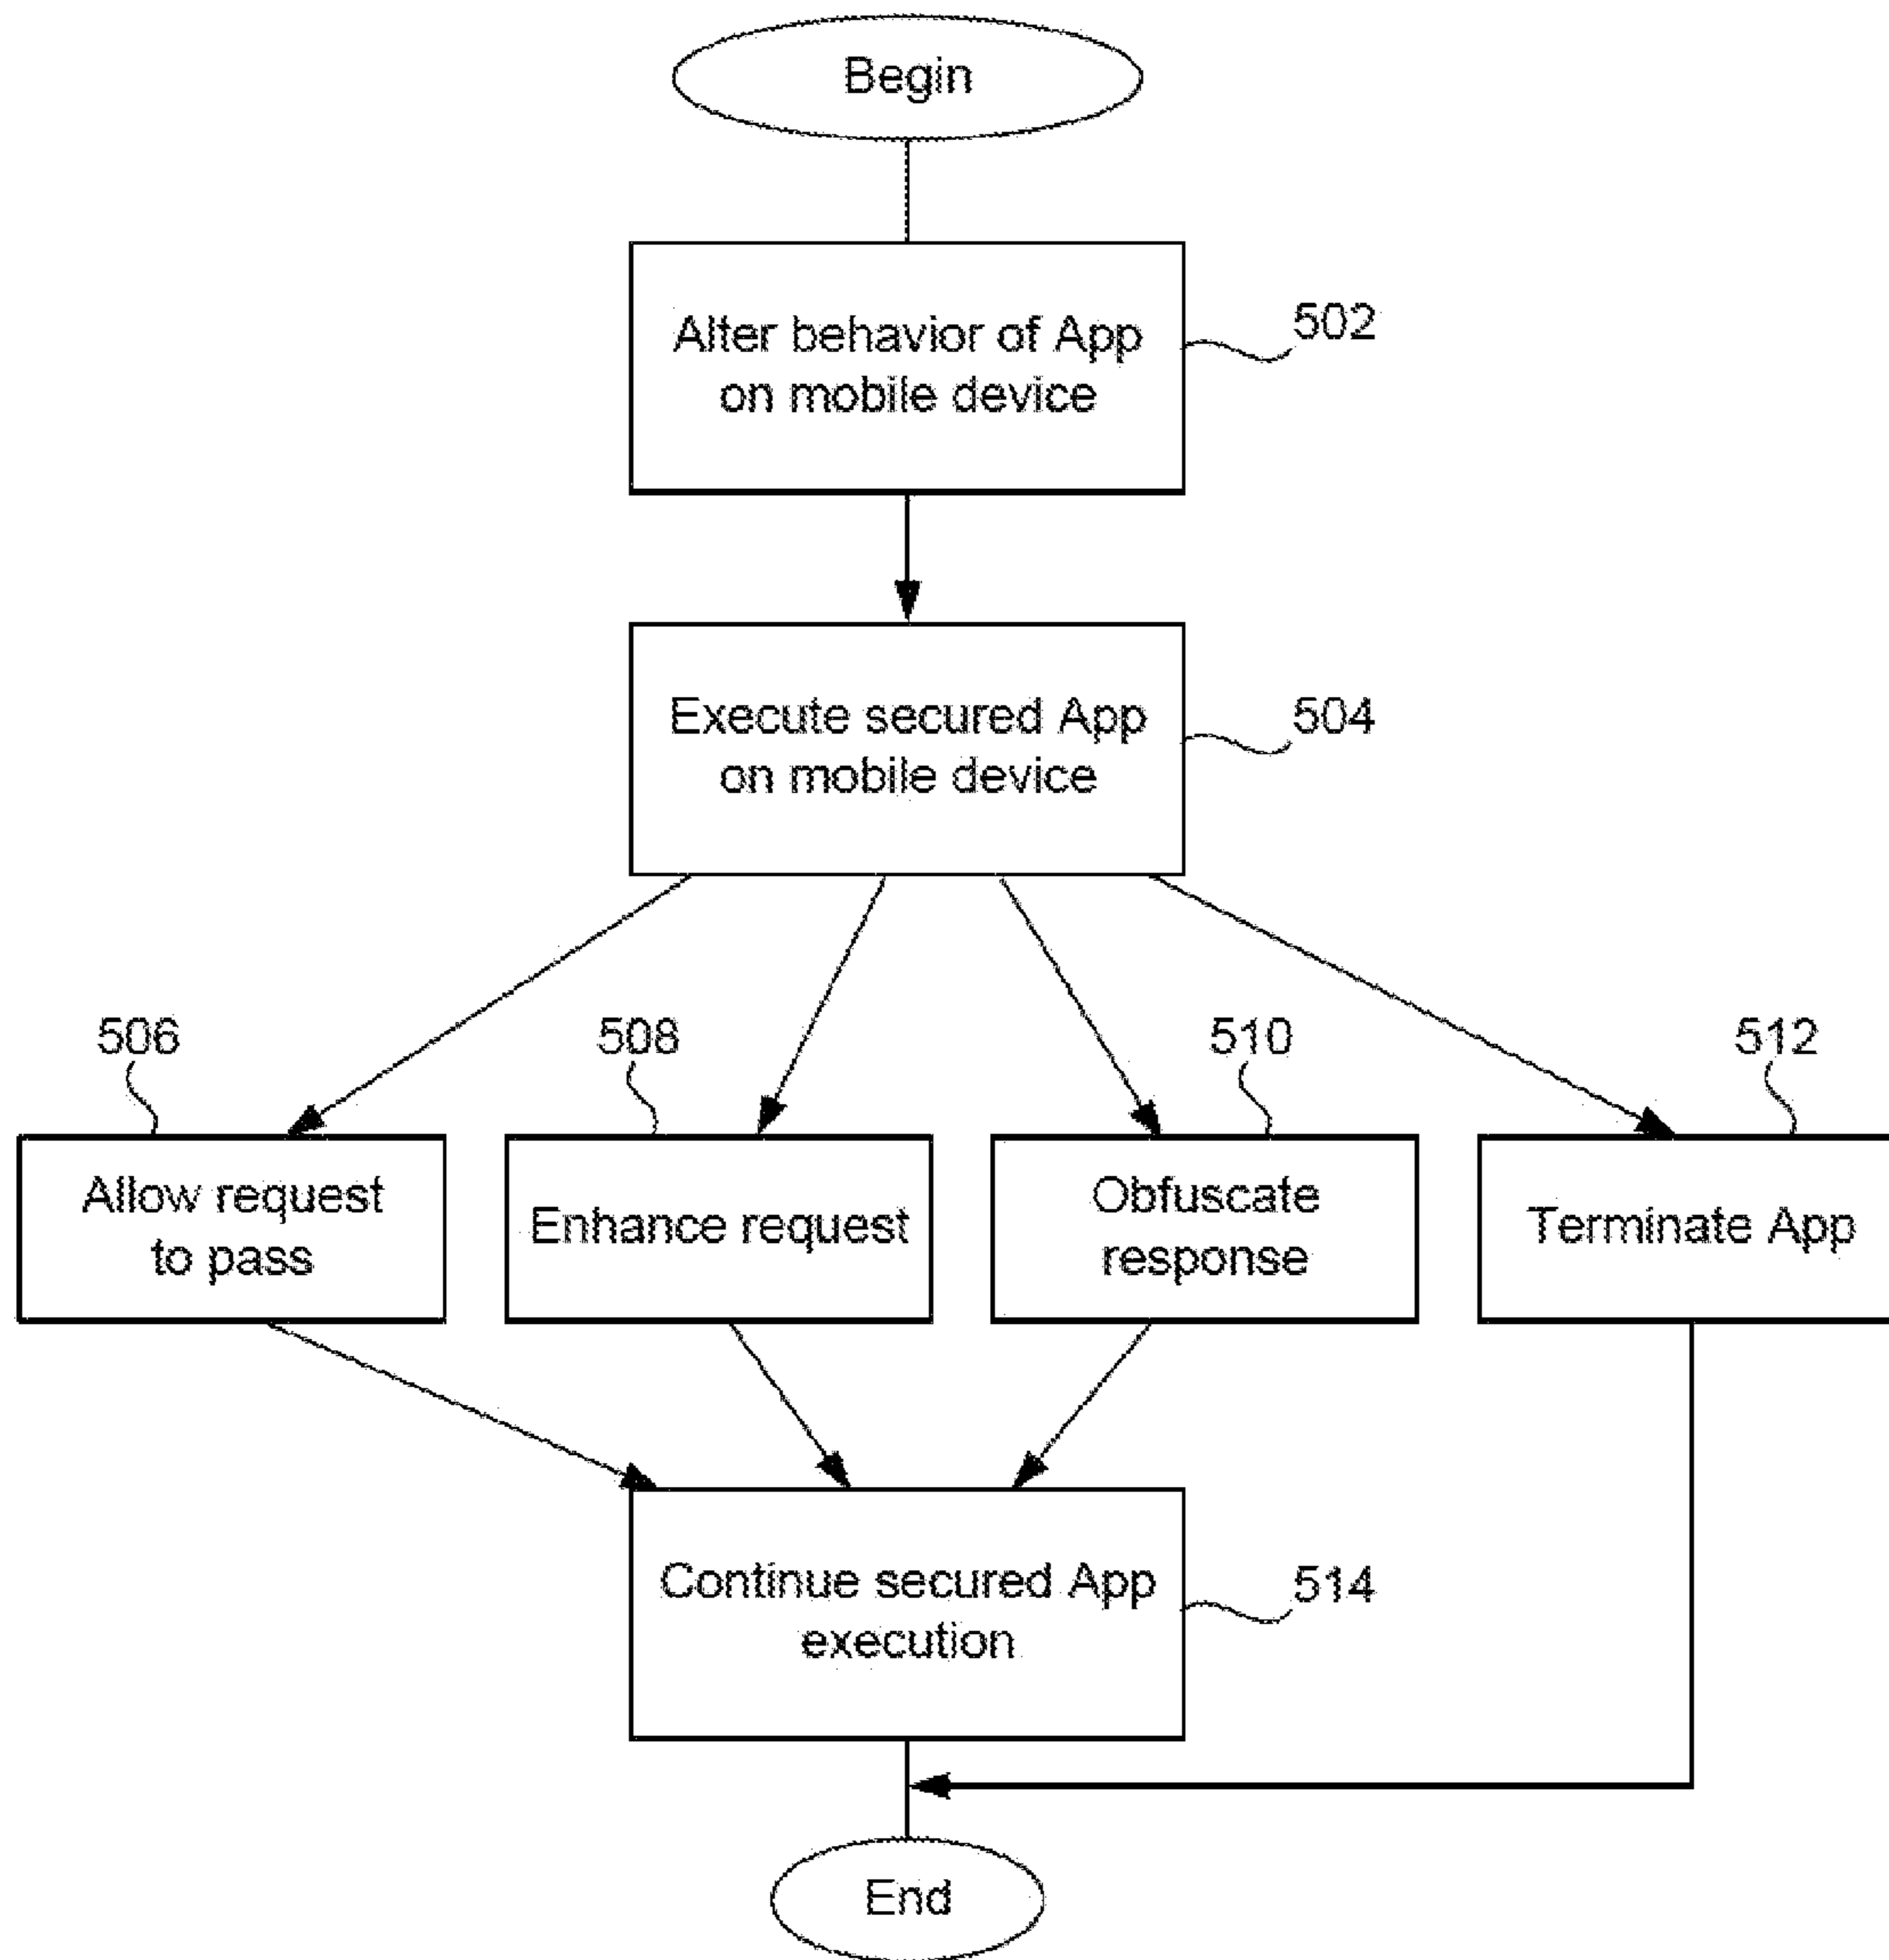 Begin
Alter behavior of App
on mobile device
502
Execute secured App
on mobile device
504
506
508
510
512
Allow request
to pass
Enhance request
Obfuscate
response
Terminate App
Continue secured App
execution
514
End